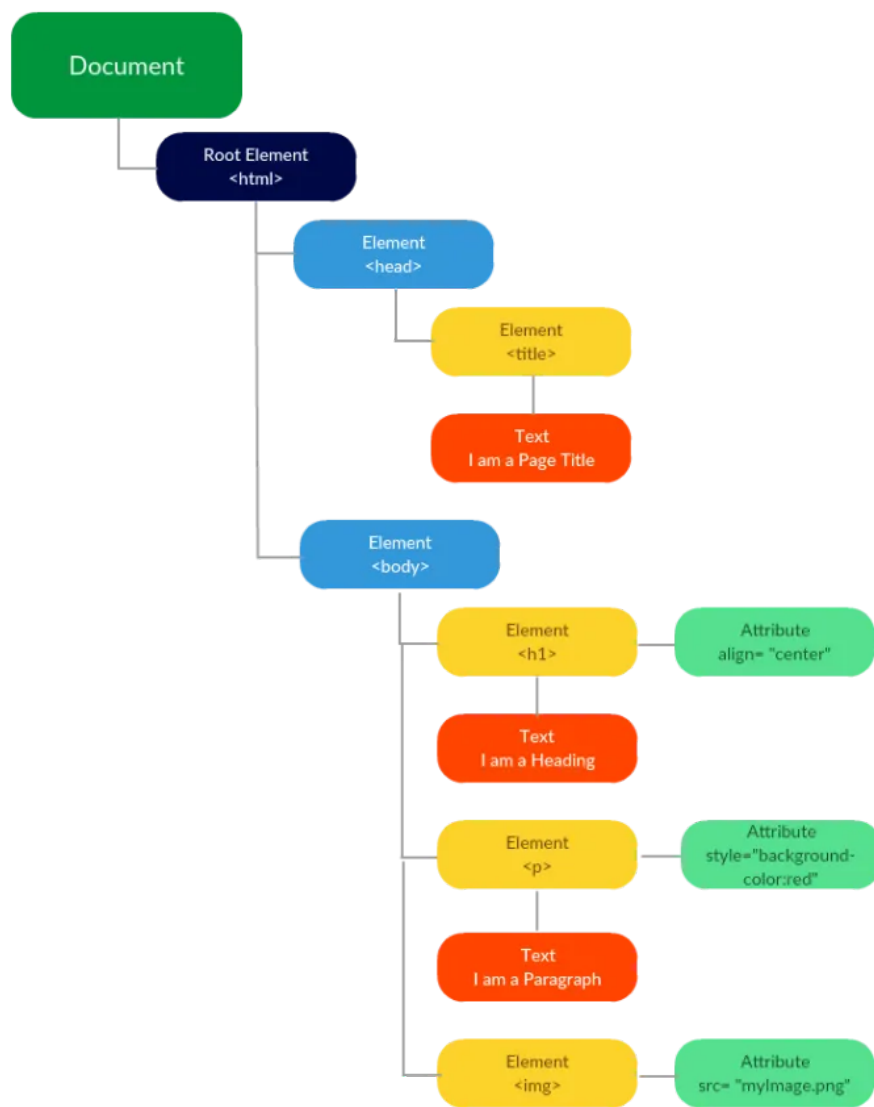 Document
Root Element
<html>
Element
<head>
Element
<title>
Text
I am a Page Title
Element
<body>
Element
<h1>
Attribute
align= "center"
Text
I am a Heading
Element
<p>
Attribute
style="background-
color:red"
Text
I am a Paragraph
Element
<img>
Attribute
src= "myImage.png"